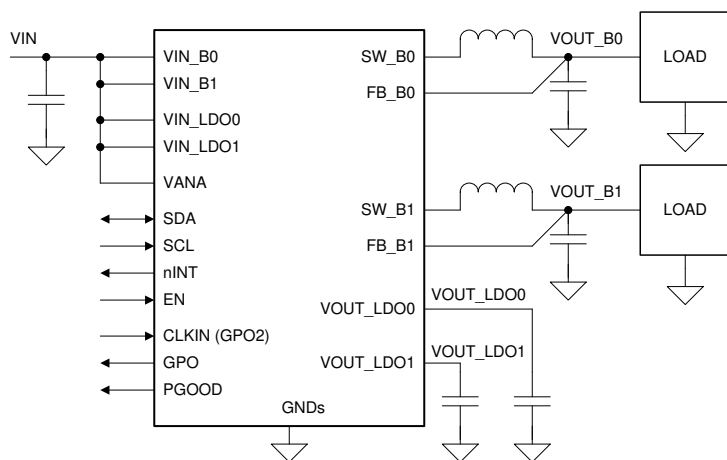 VIN
VIN_B0
VIN_B1
VIN_LDO0
VIN_LDO1
VANA
SDA
SCL
nINT
EN
CLKIN (GPO2)
GPO
PGOOD
GNDs
SW_B0
FB_B0
SW_B1
FB_B1
VOUT_LDO0
VOUT_LDO1
VOUT_B0
LOAD
VOUT_B1
LOAD
VOUT_LDO0
VOUT_LDO1